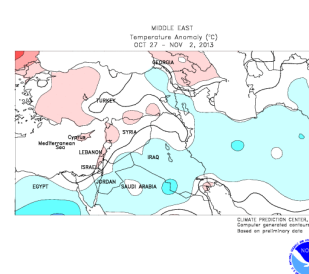 MIDDLE EAST
Temperature Anomaly (°C)
OCT 27 - NOV 2, 2013
GEORGIA
TURKEY
Cyprus
SYRIA
Mediterranean
Sea
LEBANON
IRAQ
ISRAEL
JORDAN
EGYPT
SAUDI ARABIA
CLIMATE PREDICTION CENTER,
Computer generated contours
Based on preliminary data